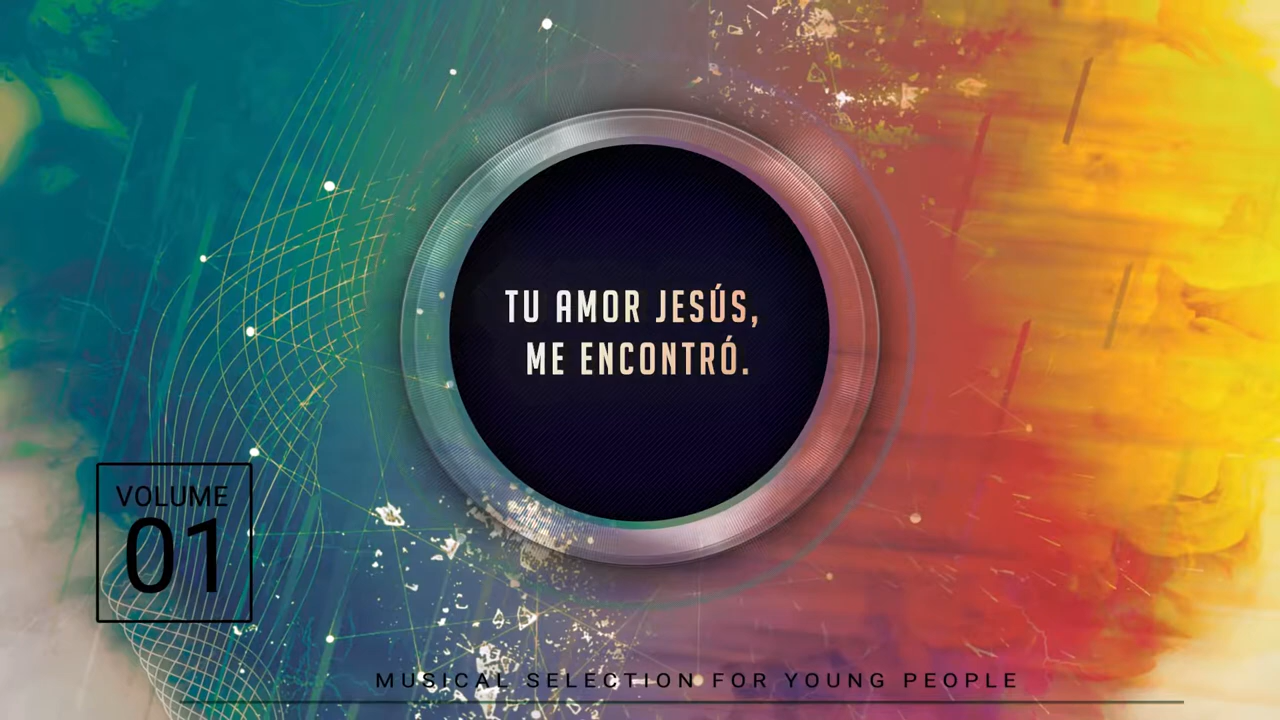 TU AMOR JESÚS,
ME ENCONTRÓ.
VOLUME
01
MUSICAL SELECTION FOR YOUNG PEOPLE